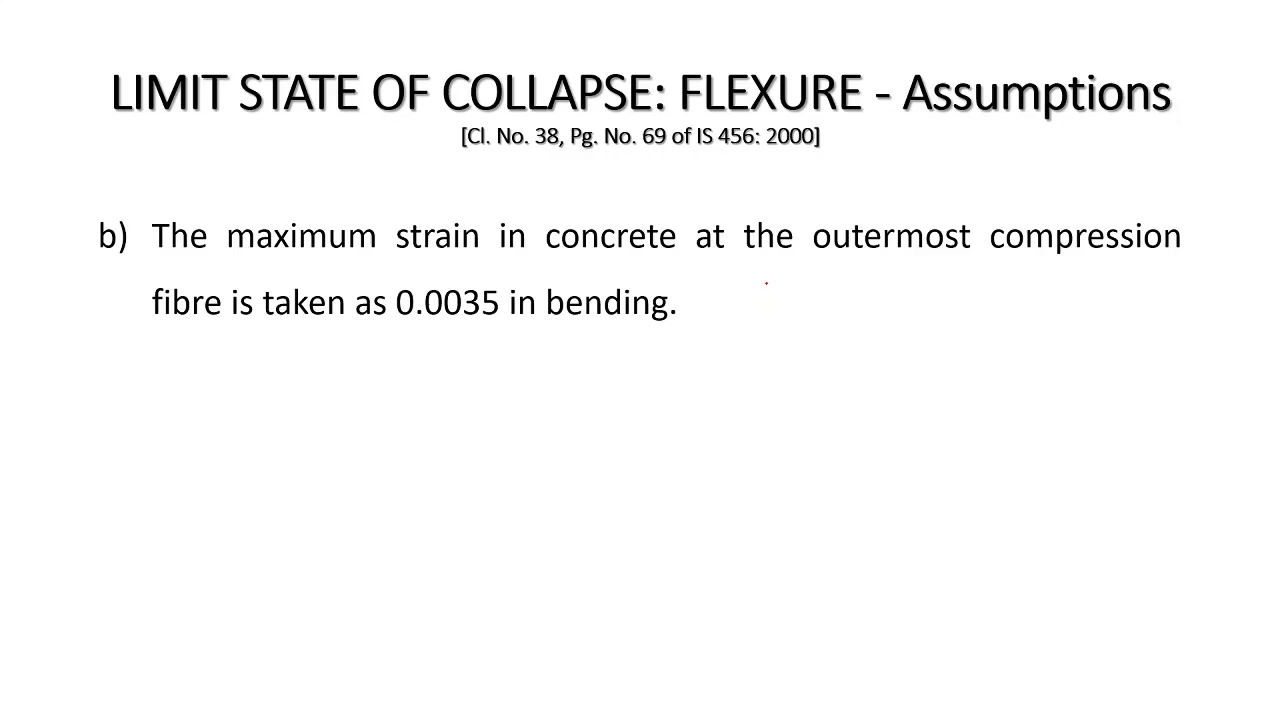 LIMIT STATE OF COLLAPSE: FLEXURE - Assumptions
[Cl. No. 38, Pg. No. 69 of IS 456: 2000]
b) The maximum strain in concrete at the outermost compression
fibre is taken as 0.0035 in bending.